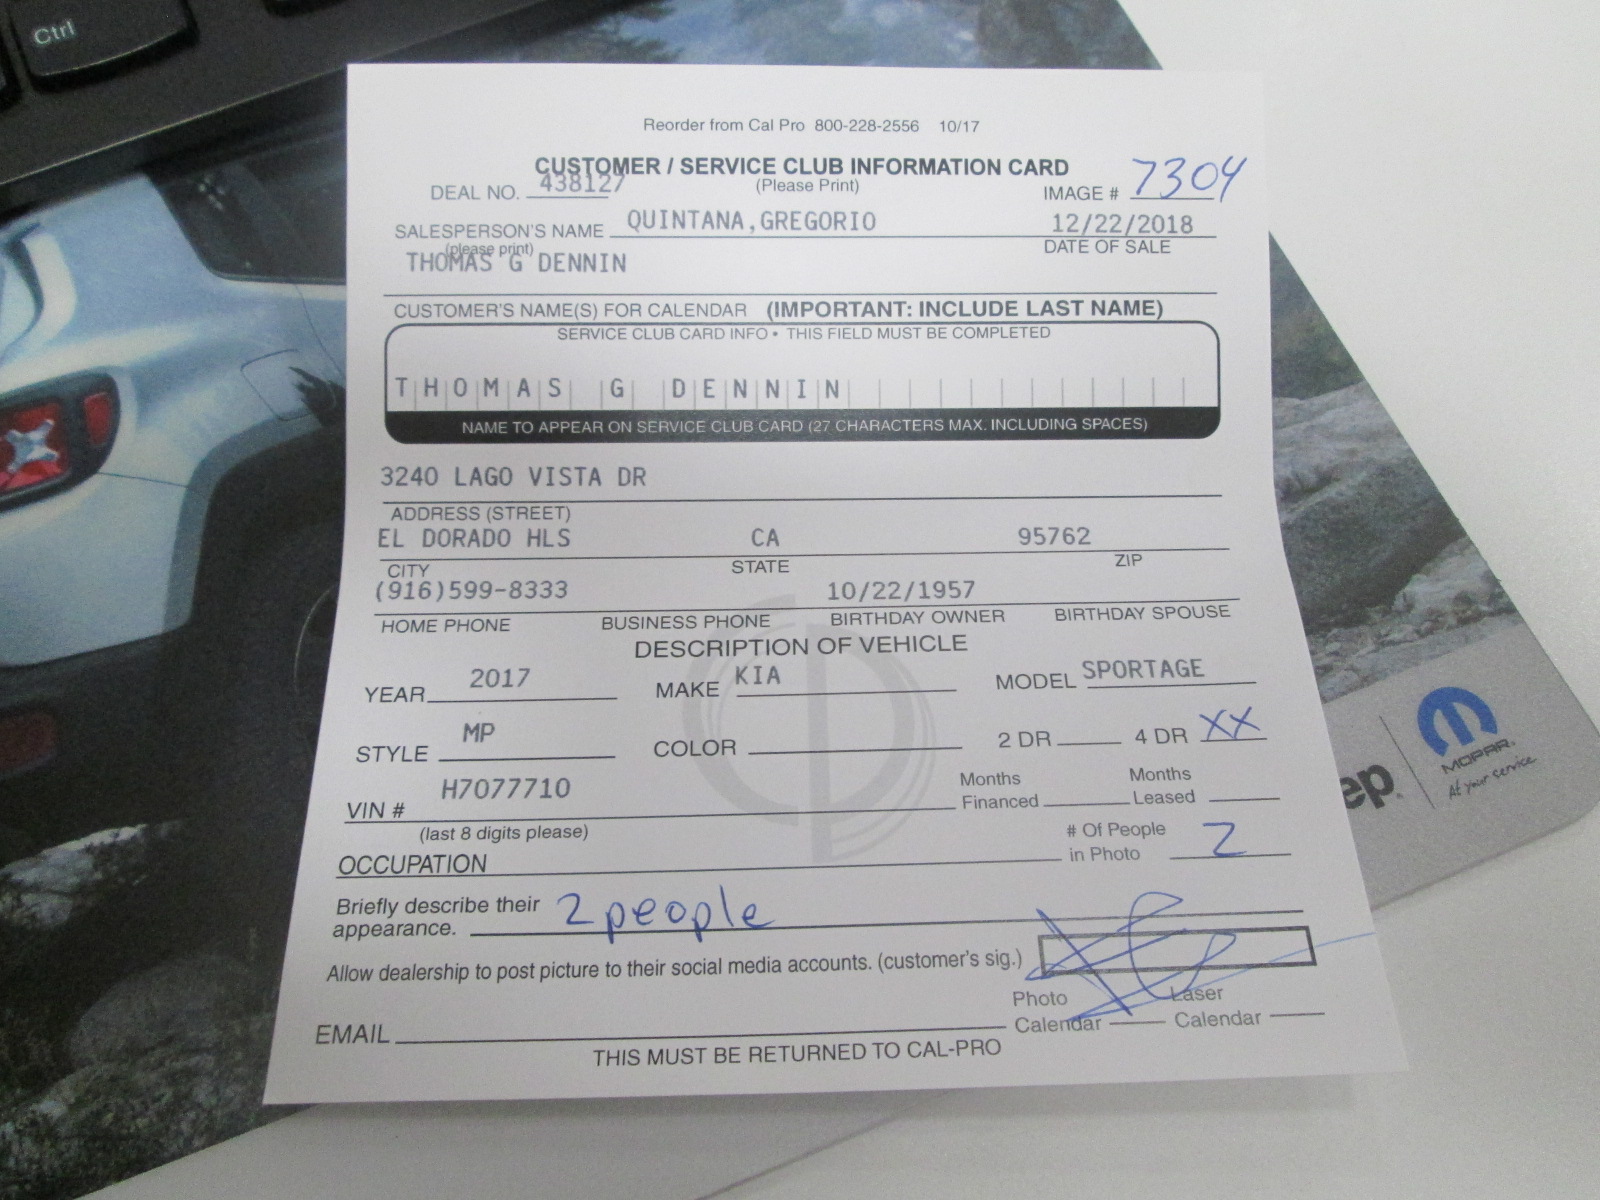 Ctrl
Reorder from Cal Pro 800-228-2556 10/17
CUSTOMER / SERVICE CLUB INFORMATION CARD
(Please Print)
DEAL NO. 438127
IMAGE # 7304
SALESPERSON'S NAME QUINTANA,GREGORIO 12/22/2018
(please print) DATE OF SALE
THOMAS G DENNIN
CUSTOMER'S NAME(S) FOR CALENDAR (IMPORTANT: INCLUDE LAST NAME)
SERVICE CLUB CARD INFO • THIS FIELD MUST BE COMPLETED
THOMAS G DENNIN
NAME TO APPEAR ON SERVICE CLUB CARD (27 CHARACTERS MAX. INCLUDING SPACES)
3240 LAGO VISTA DR
ADDRESS (STREET)
EL DORADO HLS CA 95762
CITY STATE ZIP
(916)599-8333 10/22/1957
HOME PHONE BUSINESS PHONE BIRTHDAY OWNER BIRTHDAY SPOUSE
DESCRIPTION OF VEHICLE
YEAR 2017 MAKE KIA MODEL SPORTAGE
STYLE MP COLOR 2 DR 4 DR XX
VIN # H7077710 Months Financed Months Leased
(last 8 digits please)
OCCUPATION # Of People in Photo 2
Briefly describe their appearance. 2 people
Allow dealership to post picture to their social media accounts. (customer's sig.)
EMAIL Photo Calendar Laser Calendar
THIS MUST BE RETURNED TO CAL-PRO
ep.
MOPAR.
At your service